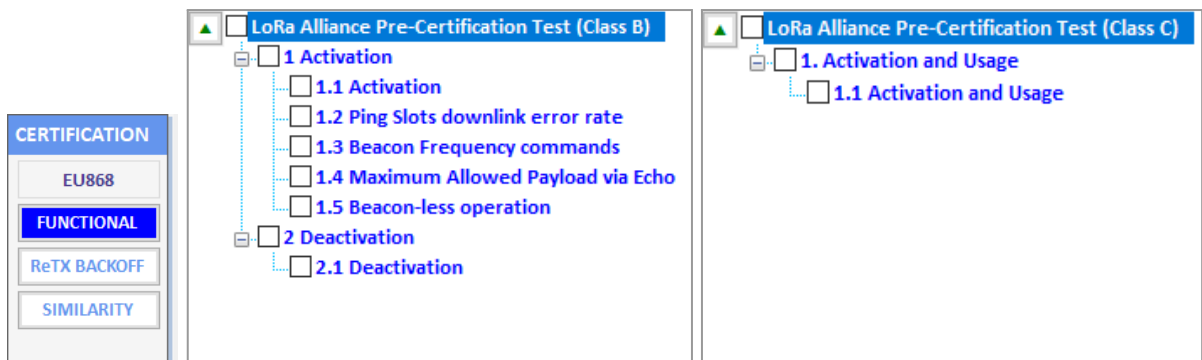 CERTIFICATION
EU868
FUNCTIONAL
ReTX BACKOFF
SIMILARITY
LoRa Alliance Pre-Certification Test (Class B)
1 Activation
1.1 Activation
1.2 Ping Slots downlink error rate
1.3 Beacon Frequency commands
1.4 Maximum Allowed Payload via Echo
1.5 Beacon-less operation
2 Deactivation
2.1 Deactivation
LoRa Alliance Pre-Certification Test (Class C)
1. Activation and Usage
1.1 Activation and Usage